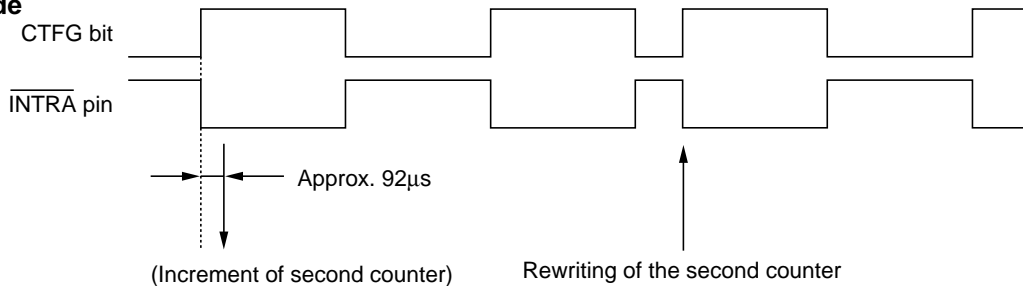 de
CTFG bit
INTRA pin
Approx. 92μs
(Increment of second counter)
Rewriting of the second counter